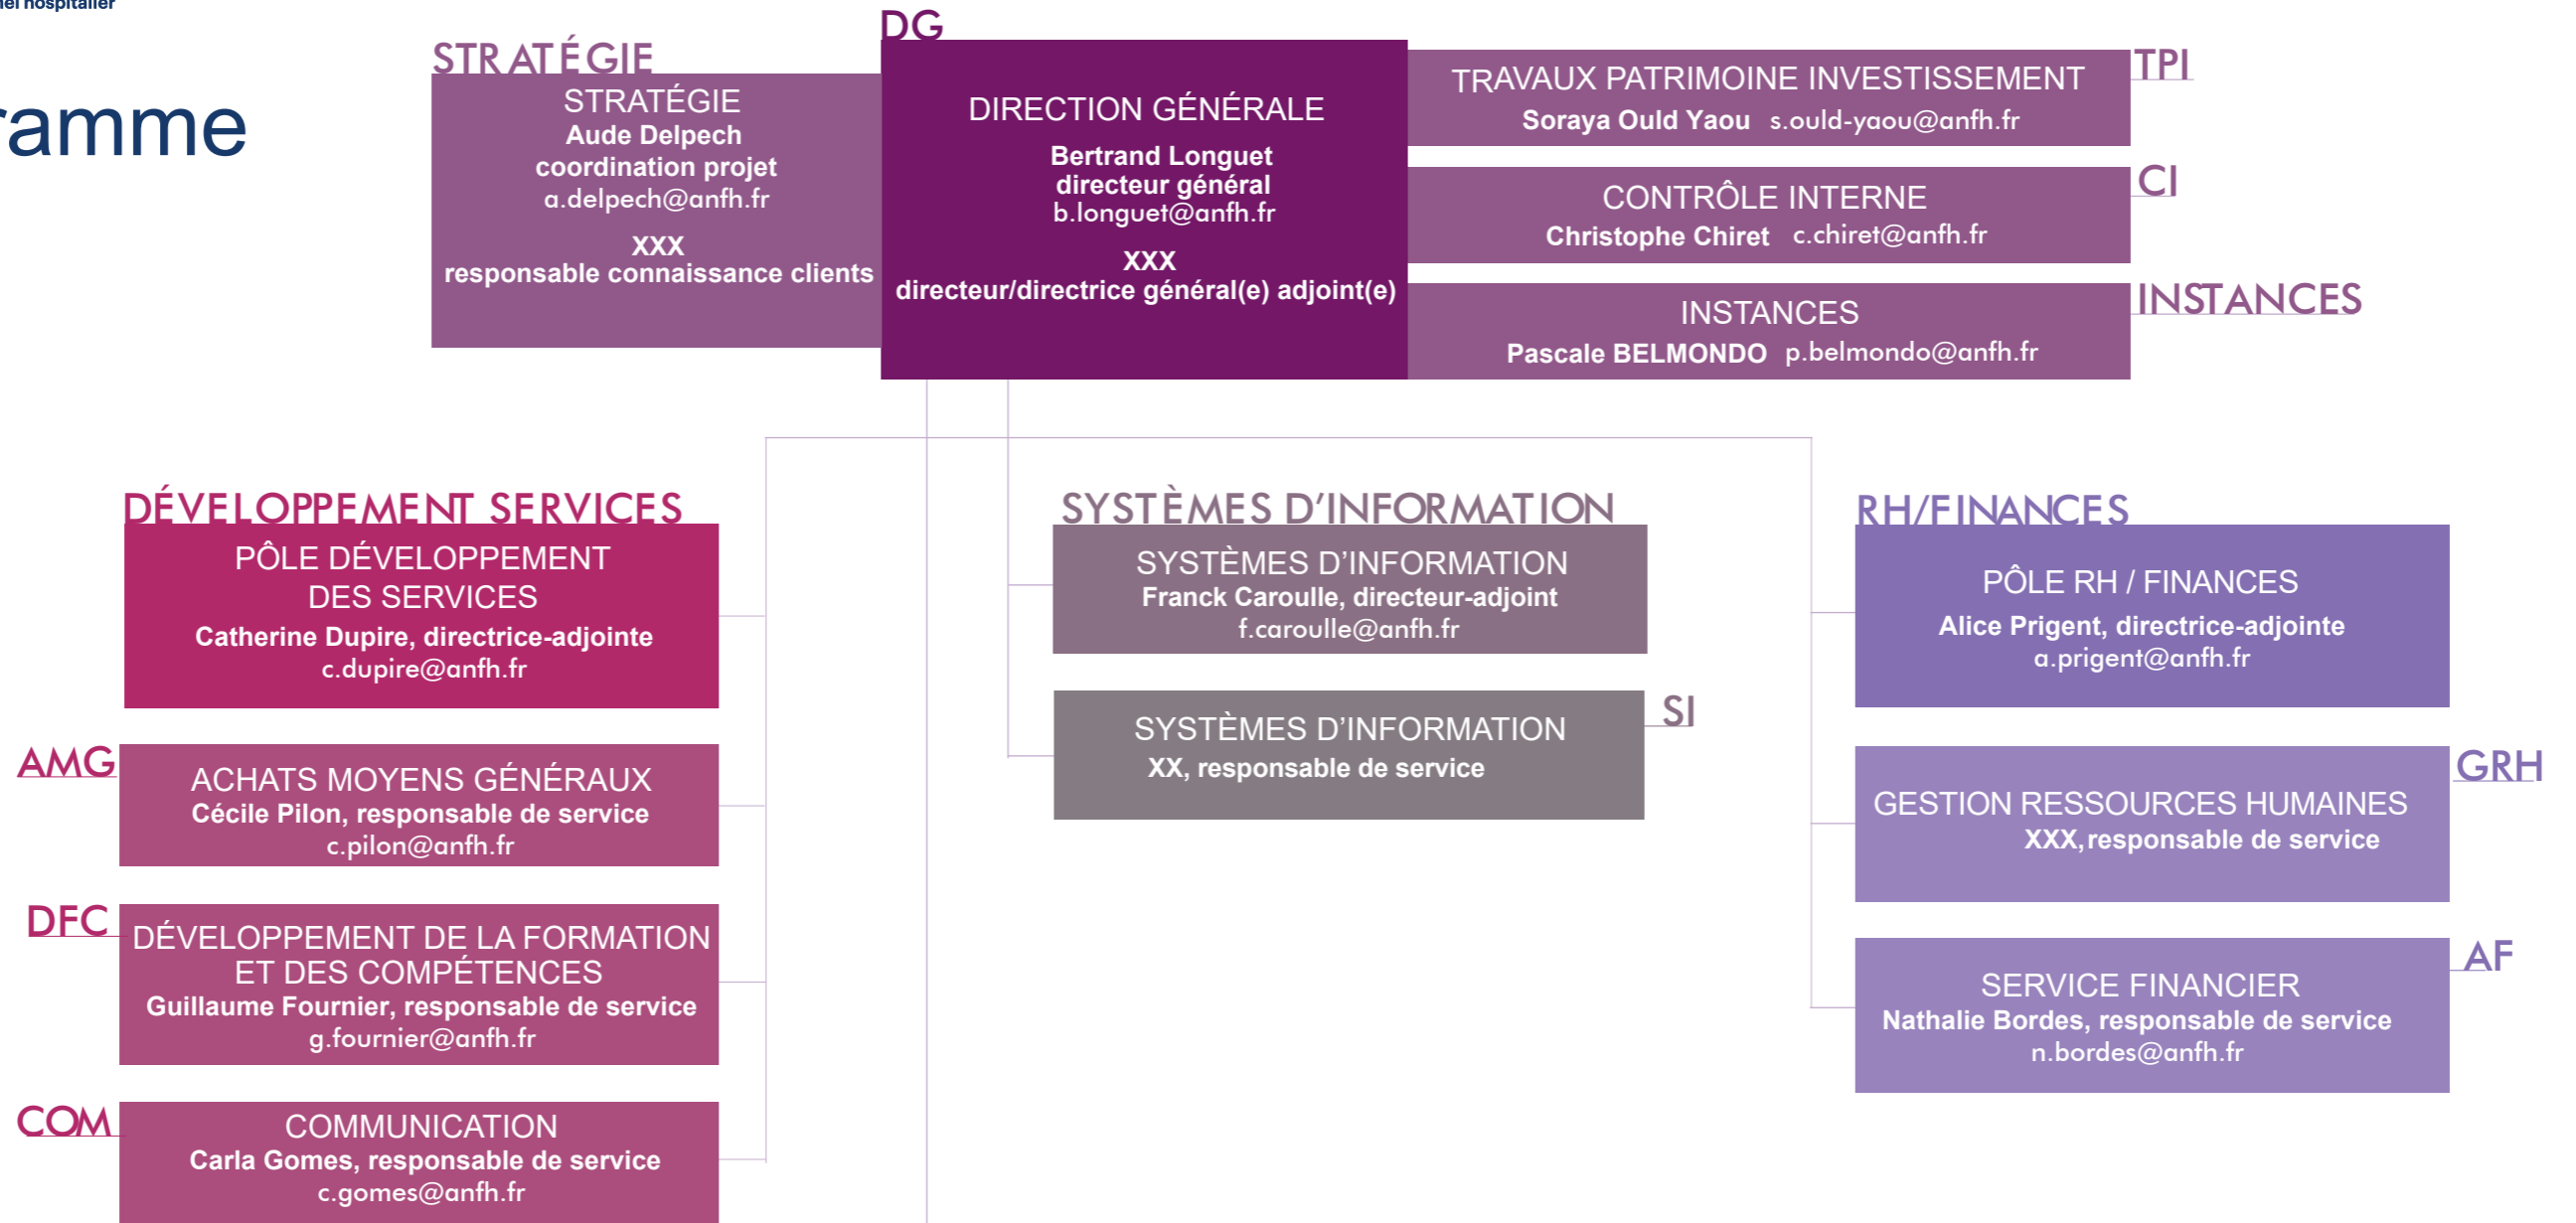 nel hospitalier
ramme
STRATÉGIE
STRATÉGIE
Aude Delpech
coordination projet
a.delpech@anfh.fr
XXX
responsable connaissance clients
DG
DIRECTION GÉNÉRALE
Bertrand Longuet
directeur général
b.longuet@anfh.fr
XXX
directeur/directrice général(e) adjoint(e)
TPI
TRAVAUX PATRIMOINE INVESTISSEMENT
Soraya Ould Yaou s.ould-yaou@anfh.fr
CI
CONTRÔLE INTERNE
Christophe Chiret c.chiret@anfh.fr
INSTANCES
INSTANCES
Pascale BELMONDO p.belmondo@anfh.fr
DÉVELOPPEMENT SERVICES
PÔLE DÉVELOPPEMENT
DES SERVICES
Catherine Dupire, directrice-adjointe
c.dupire@anfh.fr
AMG
ACHATS MOYENS GÉNÉRAUX
Cécile Pilon, responsable de service
c.pilon@anfh.fr
DFC
DÉVELOPPEMENT DE LA FORMATION
ET DES COMPÉTENCES
Guillaume Fournier, responsable de service
g.fournier@anfh.fr
COM
COMMUNICATION
Carla Gomes, responsable de service
c.gomes@anfh.fr
SYSTÈMES D’INFORMATION
SYSTÈMES D’INFORMATION
Franck Caroulle, directeur-adjoint
f.caroulle@anfh.fr
SI
SYSTÈMES D’INFORMATION
XX, responsable de service
RH/FINANCES
PÔLE RH / FINANCES
Alice Prigent, directrice-adjointe
a.prigent@anfh.fr
GRH
GESTION RESSOURCES HUMAINES
XXX, responsable de service
AF
SERVICE FINANCIER
Nathalie Bordes, responsable de service
n.bordes@anfh.fr